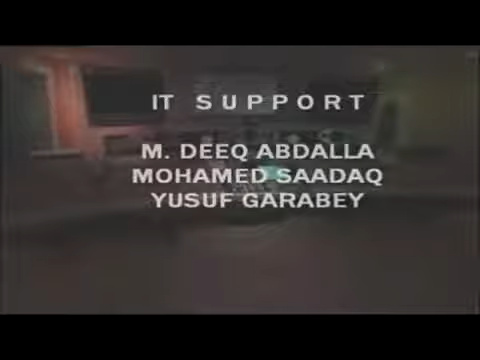 IT SUPPORT
M. DEEQ ABDALLA
MOHAMED SAADAQ
YUSUF GARABEY